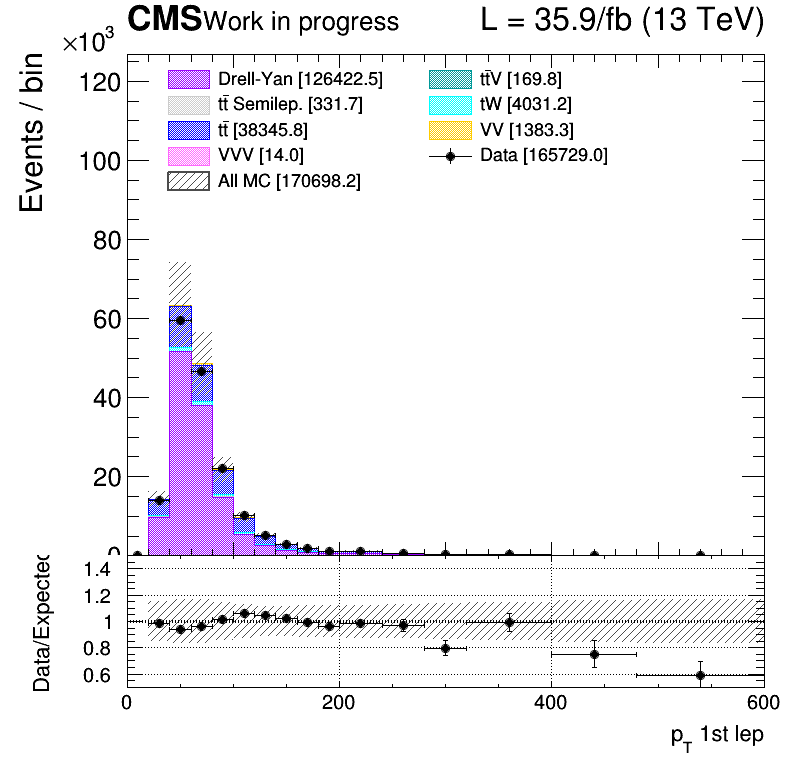 CMS Work in progress L = 35.9/fb (13 TeV)
×10³
Events / bin
120
100
80
60
40
20
0
Drell-Yan [126422.5]
tt̄ Semilep. [331.7]
tt̄ [38345.8]
VVV [14.0]
All MC [170698.2]
tt̄V [169.8]
tW [4031.2]
VV [1383.3]
Data [165729.0]
Data/Expected
1.4
1.2
1
0.8
0.6
0 200 400 600
p_T 1st lep